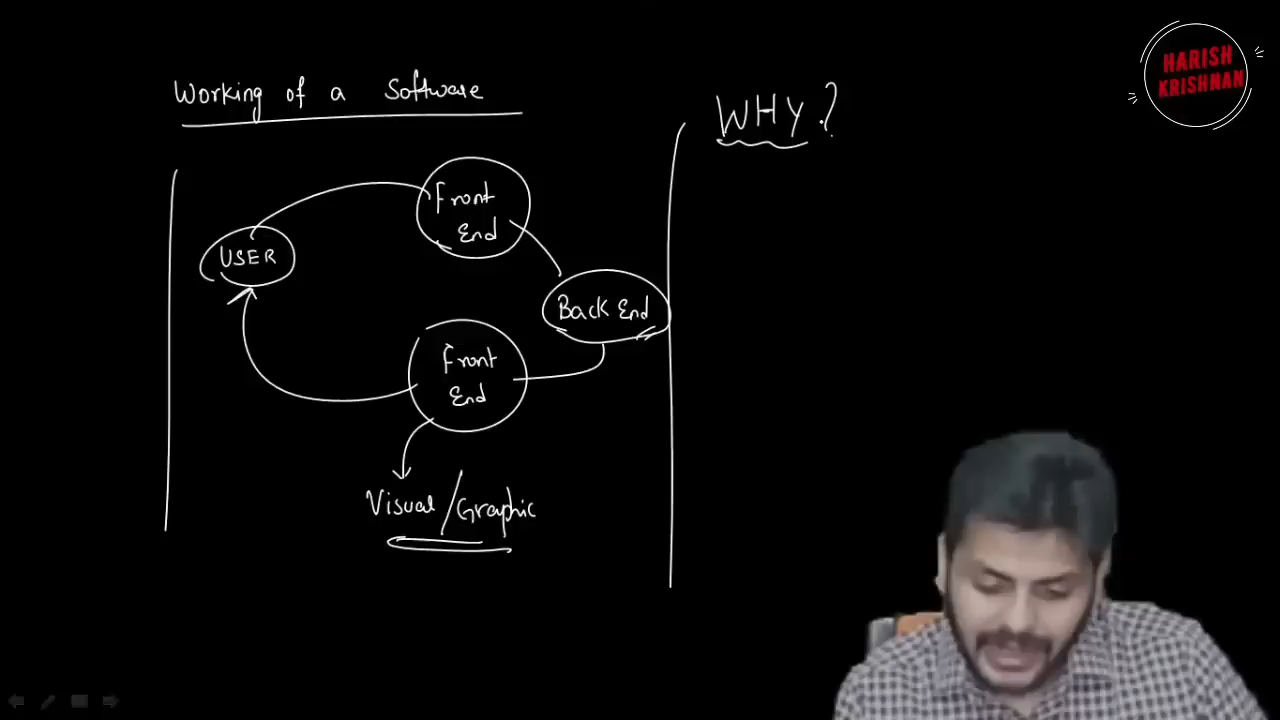 Working of a Software
WHY?
Front
End
USER
Back End
Front
End
Visual/Graphic
HARISH
KRISHNAN